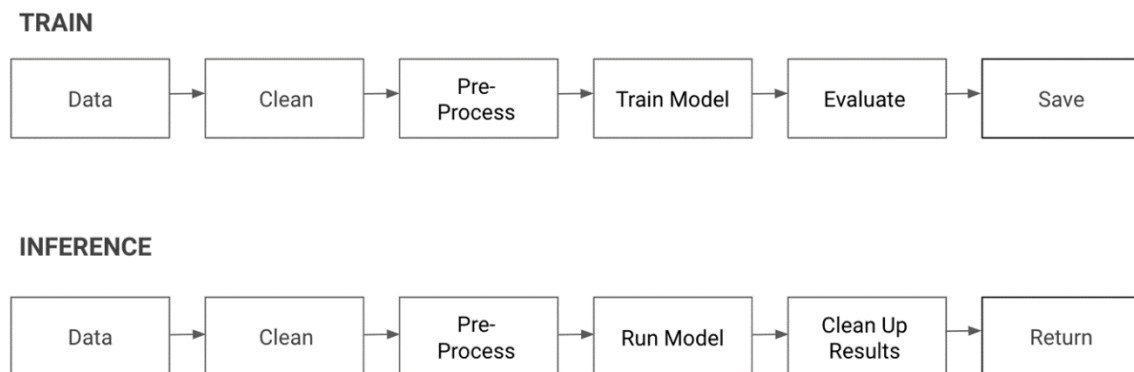 TRAIN
Data
Clean
Pre-
Process
Train Model
Evaluate
Save
INFERENCE
Data
Clean
Pre-
Process
Run Model
Clean Up
Results
Return